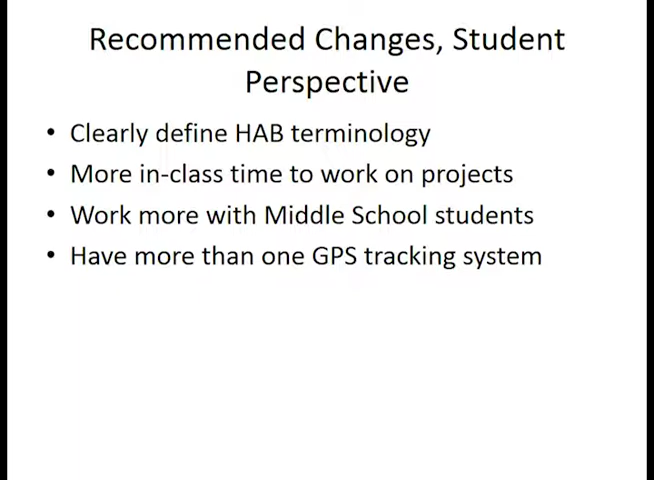 Recommended Changes, Student
Perspective
• Clearly define HAB terminology
• More in-class time to work on projects
• Work more with Middle School students
• Have more than one GPS tracking system